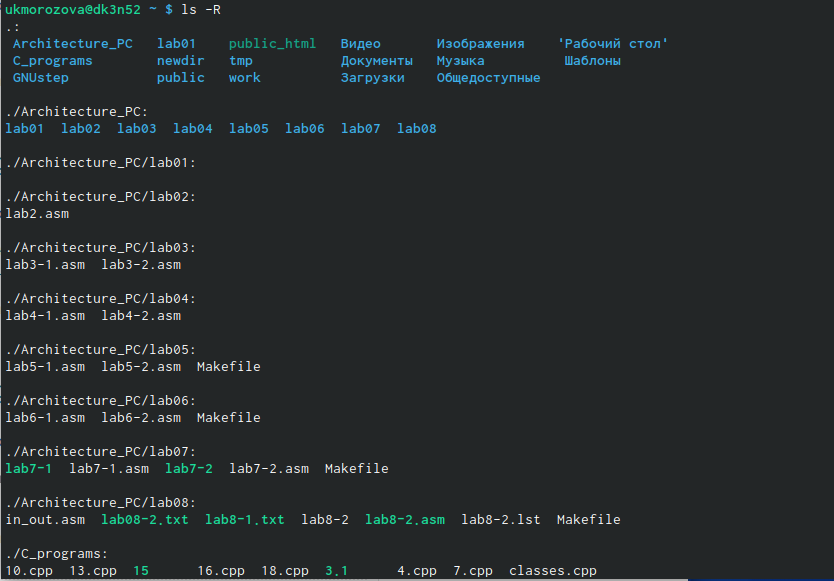 ukmorozova@dk3n52 ~ $ ls -R
.:
Architecture_PC lab01 public_html Видео Изображения 'Рабочий стол'
C_programs newdir tmp Документы Музыка Шаблоны
GNUstep public work Загрузки Общедоступные
./Architecture_PC:
lab01 lab02 lab03 lab04 lab05 lab06 lab07 lab08
./Architecture_PC/lab01:
./Architecture_PC/lab02:
lab2.asm
./Architecture_PC/lab03:
lab3-1.asm lab3-2.asm
./Architecture_PC/lab04:
lab4-1.asm lab4-2.asm
./Architecture_PC/lab05:
lab5-1.asm lab5-2.asm Makefile
./Architecture_PC/lab06:
lab6-1.asm lab6-2.asm Makefile
./Architecture_PC/lab07:
lab7-1 lab7-1.asm lab7-2 lab7-2.asm Makefile
./Architecture_PC/lab08:
in_out.asm lab08-2.txt lab8-1.txt lab8-2 lab8-2.asm lab8-2.lst Makefile
./C_programs:
10.cpp 13.cpp 15 16.cpp 18.cpp 3.1 4.cpp 7.cpp classes.cpp